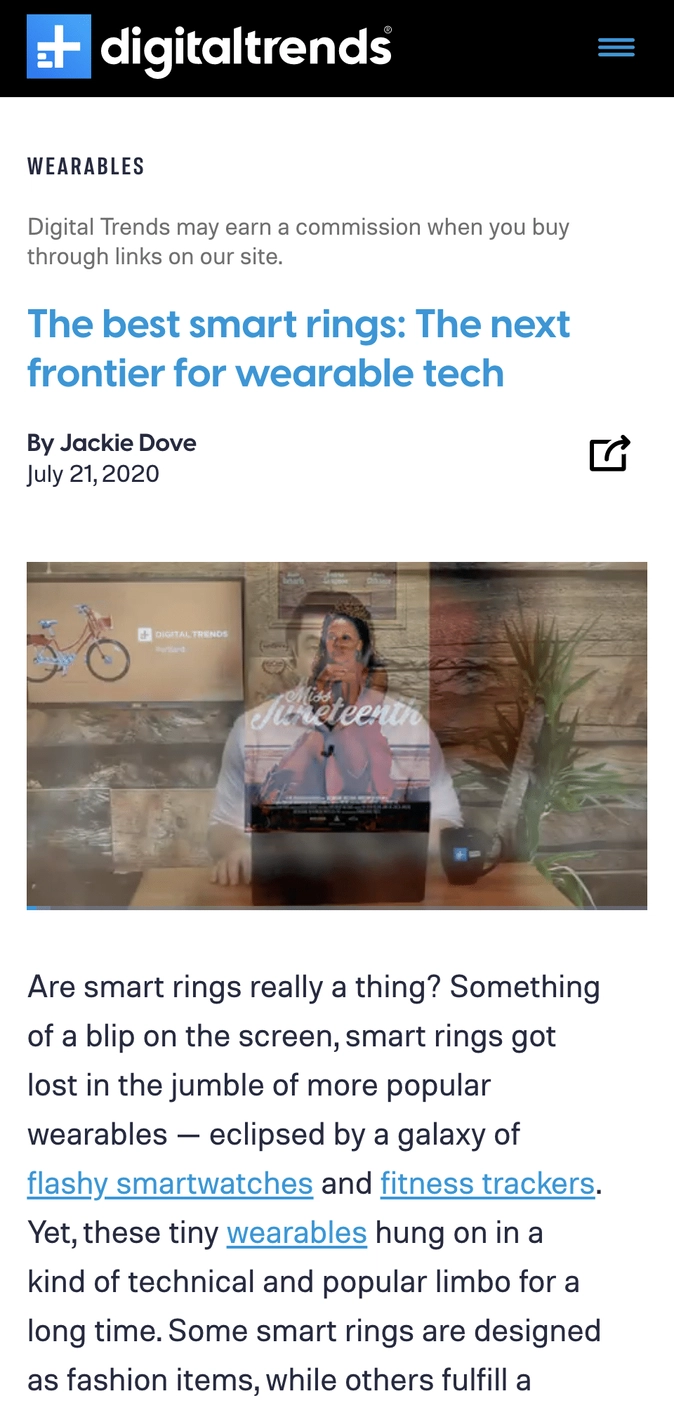 digitaltrends®
WEARABLES
Digital Trends may earn a commission when you buy
through links on our site.
The best smart rings: The next
frontier for wearable tech
By Jackie Dove
July 21, 2020
DIGITAL TRENDS
Portland
Miss
Juneteenth
Are smart rings really a thing? Something
of a blip on the screen, smart rings got
lost in the jumble of more popular
wearables — eclipsed by a galaxy of
flashy smartwatches and fitness trackers.
Yet, these tiny wearables hung on in a
kind of technical and popular limbo for a
long time. Some smart rings are designed
as fashion items, while others fulfill a